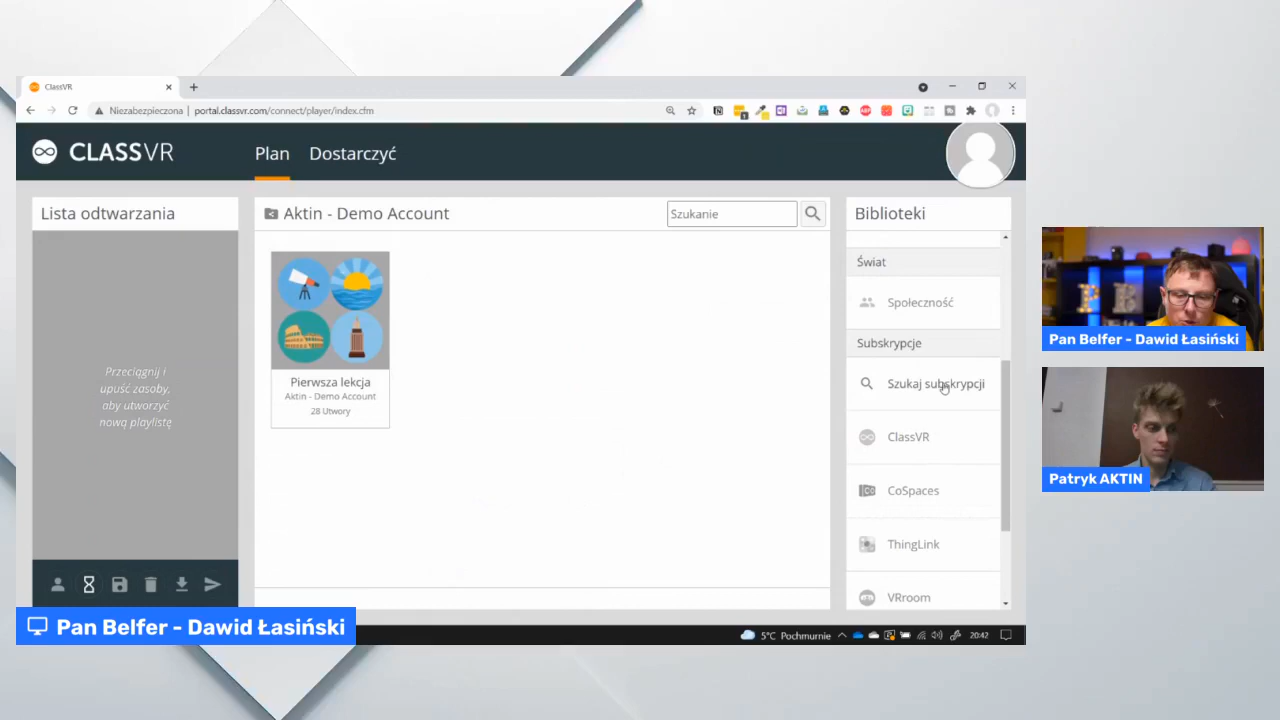 ClassVR
Niezabezpieczona | portal.classvr.com/connect/player/index.cfm
CLASSVR
Plan
Dostarczyć
Lista odtwarzania
Przeciągnij i
upuść zasoby,
aby utworzyć
nową playlistę
Aktin - Demo Account
Szukanie
Pierwsza lekcja
Aktin - Demo Account
28 Utwory
Biblioteki
Świat
Społeczność
Subskrypcje
Szukaj subskrypcji
ClassVR
CoSpaces
ThingLink
VRroom
5°C Pochmurnie
20:42
Pan Belfer - Dawid Łasiński
P B
Pan Belfer - Dawid Łasiński
Patryk AKTIN